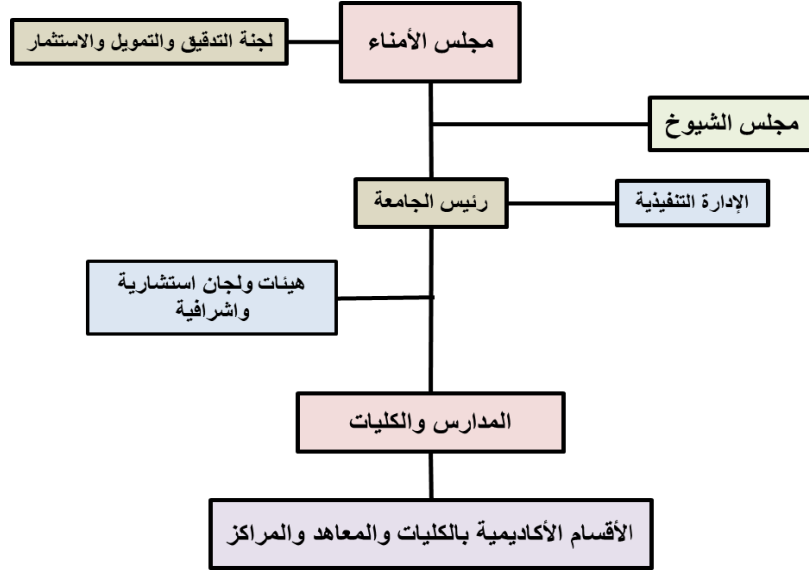 مجلس الأمناء
لجنة التدقيق والتمويل والاستثمار
مجلس الشيوخ
رئيس الجامعة
الإدارة التنفيذية
هيئات ولجان استشارية
واشرافية
المدارس والكليات
الأقسام الأكاديمية بالكليات والمعاهد والمراكز